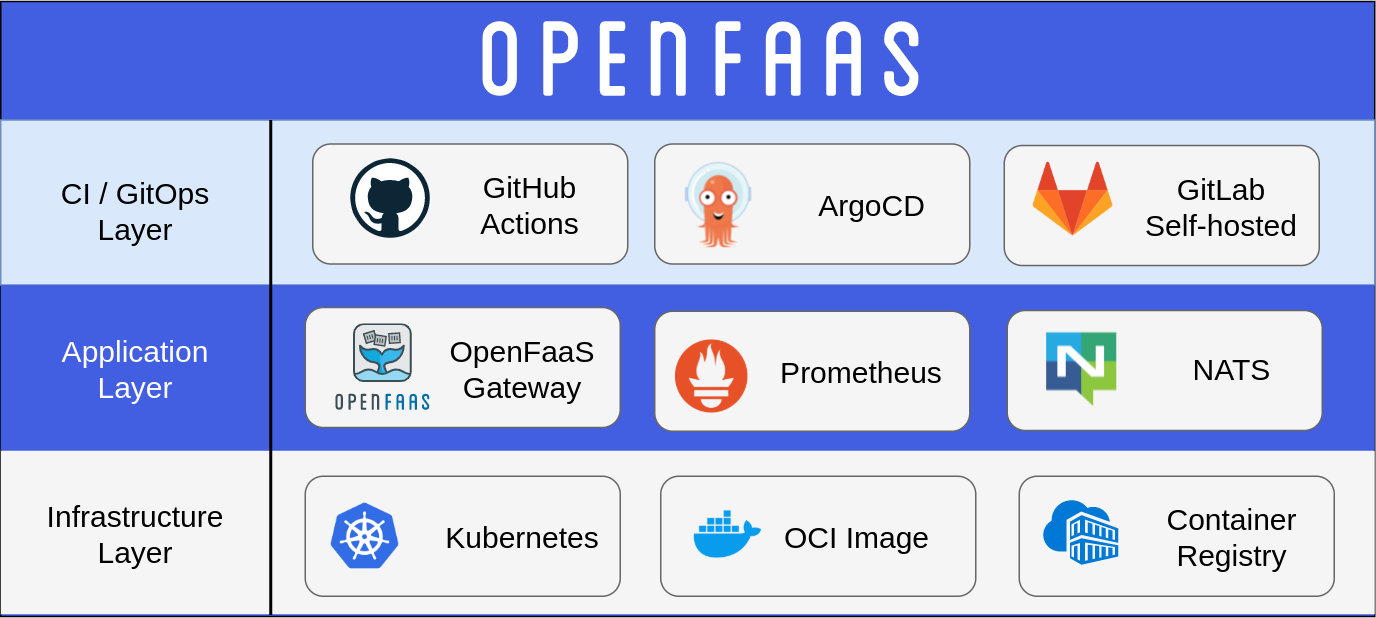 OPENFAAS
CI / GitOps
Layer
GitHub
Actions
ArgoCD
GitLab
Self-hosted
Application
Layer
OPENFAAS
OpenFaaS
Gateway
Prometheus
N
NATS
Infrastructure
Layer
Kubernetes
OCI Image
Container
Registry